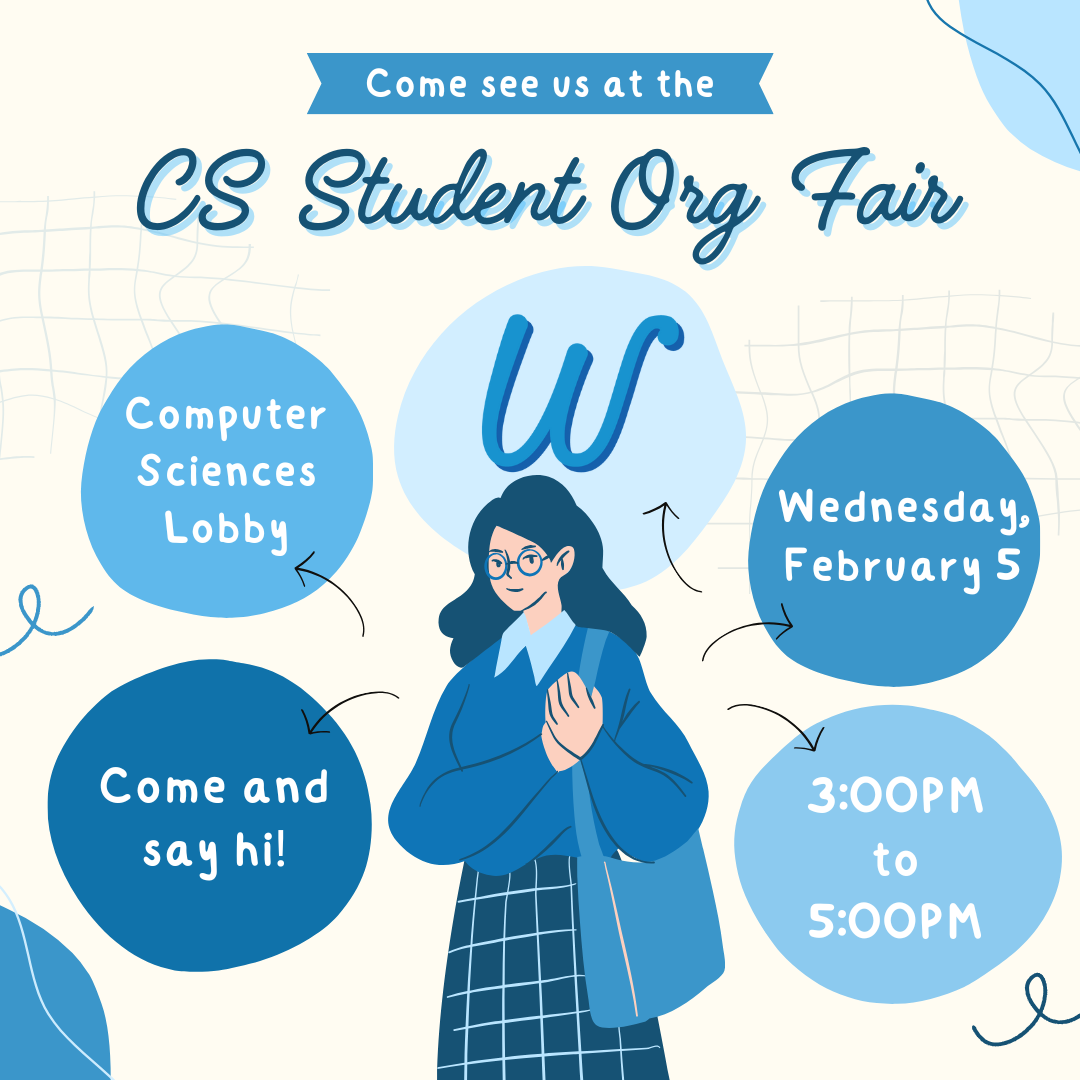 Come see us at the
CS Student Org Fair
W
Computer
Sciences
Lobby
Wednesday,
February 5
Come and
say hi!
3:00PM
to
5:00PM